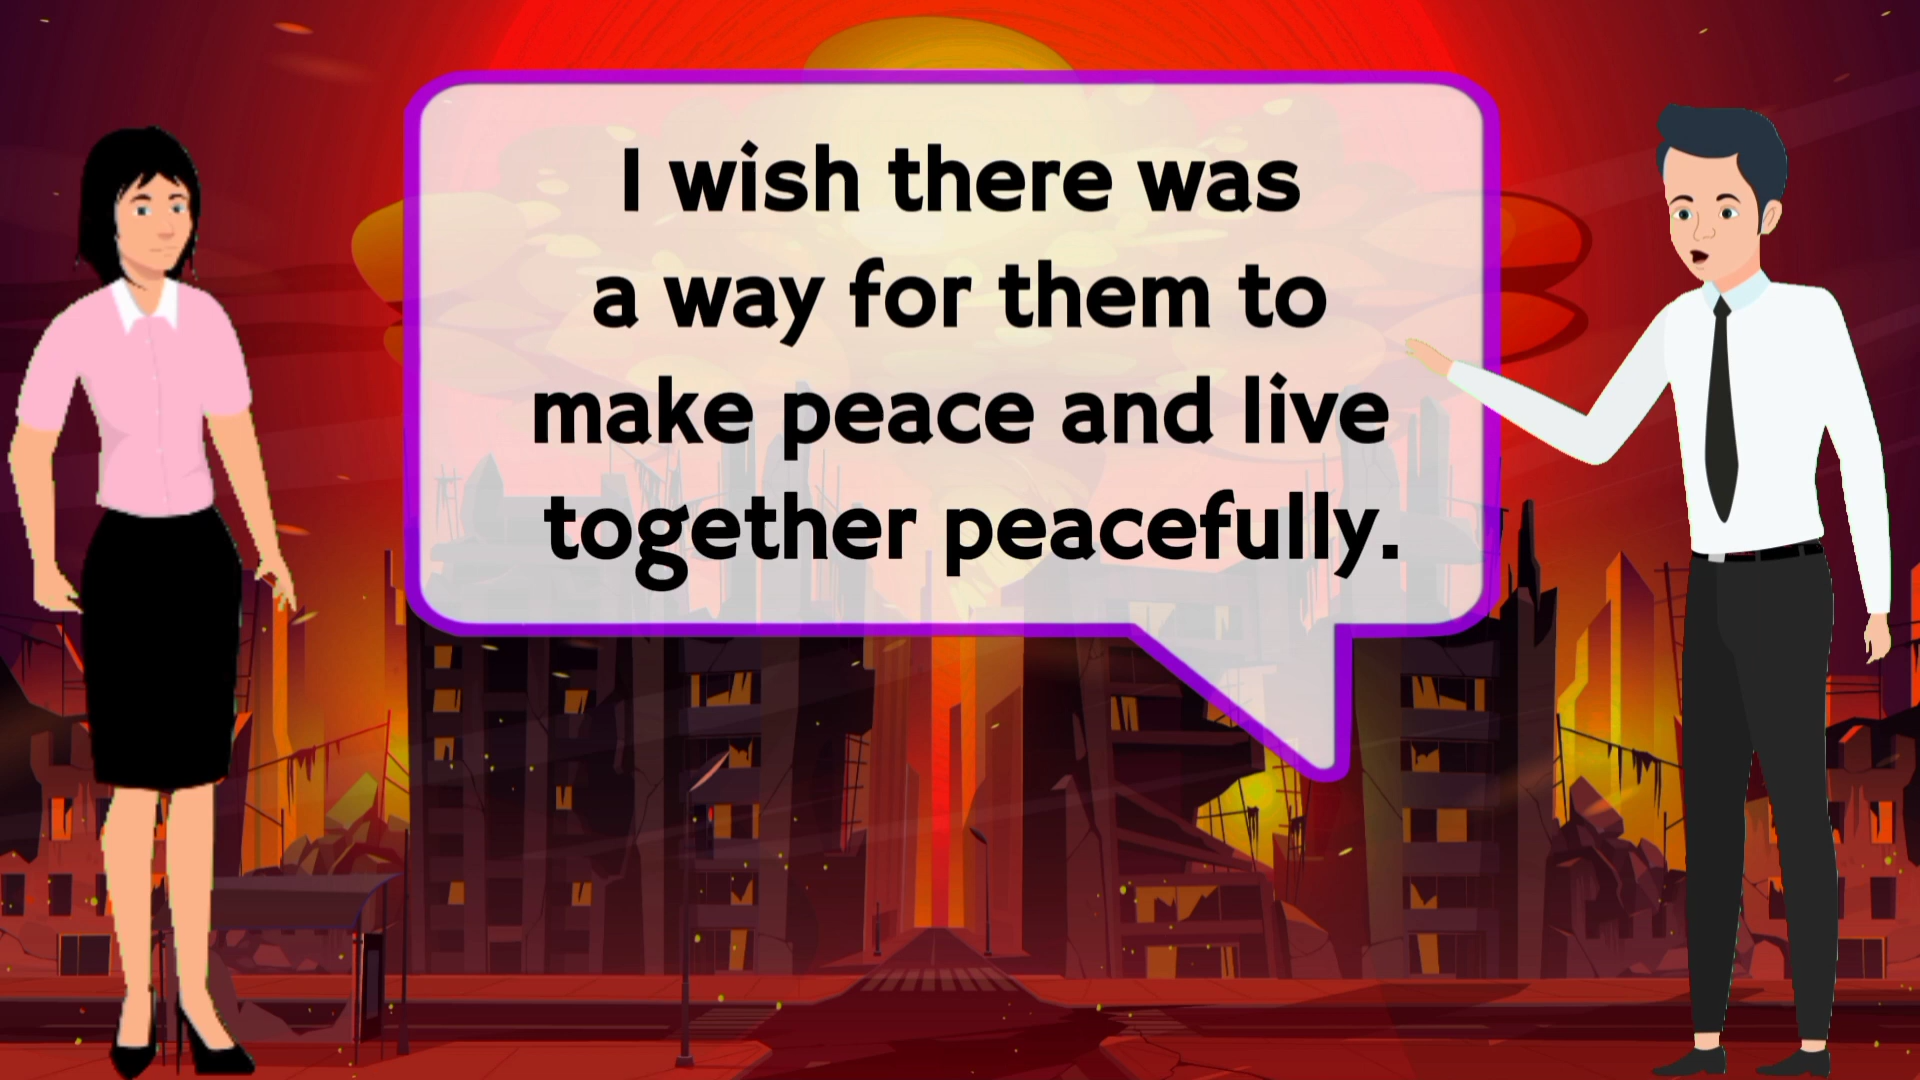 I wish there was
a way for them to
make peace and live
together peacefully.